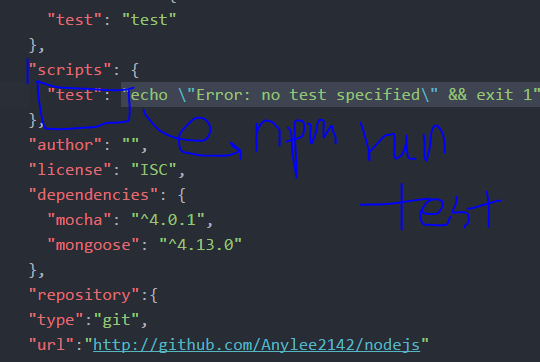 "test": "test"
},
"scripts": {
"test": "echo \"Error: no test specified\" && exit 1"
},
"author": "",
"license": "ISC",
"dependencies": {
"mocha": "^4.0.1",
"mongoose": "^4.13.0"
},
"repository":{
"type":"git",
"url":"http://github.com/Anylee2142/nodejs"
npm run
test